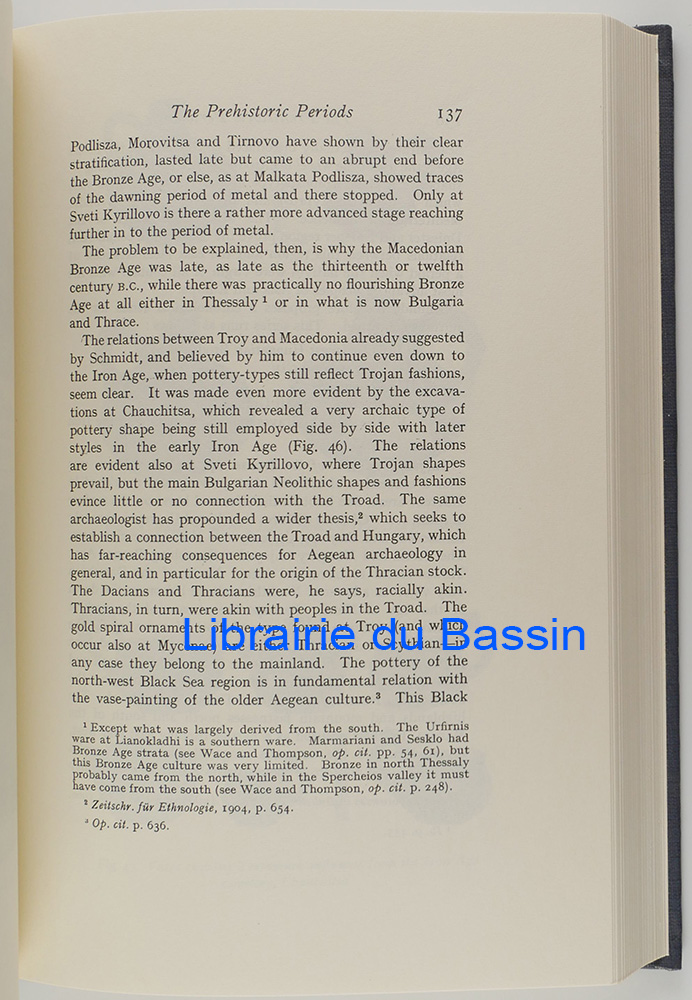 The Prehistoric Periods 137
Podlisza, Morovitsa and Tirnovo have shown by their clear
stratification, lasted late but came to an abrupt end before
the Bronze Age, or else, as at Malkata Podlisza, showed traces
of the dawning period of metal and there stopped. Only at
Sveti Kyrillovo is there a rather more advanced stage reaching
further in to the period of metal.
The problem to be explained, then, is why the Macedonian
Bronze Age was late, as late as the thirteenth or twelfth
century B.C., while there was practically no flourishing Bronze
Age at all either in Thessaly ¹ or in what is now Bulgaria
and Thrace.
The relations between Troy and Macedonia already suggested
by Schmidt, and believed by him to continue even down to
the Iron Age, when pottery-types still reflect Trojan fashions,
seem clear. It was made even more evident by the excava-
tions at Chauchitsa, which revealed a very archaic type of
pottery shape being still employed side by side with later
styles in the early Iron Age (Fig. 46). The relations
are evident also at Sveti Kyrillovo, where Trojan shapes
prevail, but the main Bulgarian Neolithic shapes and fashions
evince little or no connection with the Troad. The same
archaeologist has propounded a wider thesis,² which seeks to
establish a connection between the Troad and Hungary, which
has far-reaching consequences for Aegean archaeology in
general, and in particular for the origin of the Thracian stock.
The Dacians and Thracians were, he says, racially akin.
Thracians, in turn, were akin with peoples in the Troad. The
gold spiral ornaments of the type found at Troy (and which
Librairie du Bassin
occur also at Mycenae) are either Thracian or Scythian—in
any case they belong to the mainland. The pottery of the
north-west Black Sea region is in fundamental relation with
the vase-painting of the older Aegean culture.³ This Black
¹ Except what was largely derived from the south. The Urfirnis
ware at Lianokladhi is a southern ware. Marmariani and Sesklo had
Bronze Age strata (see Wace and Thompson, op. cit. pp. 54, 61), but
this Bronze Age culture was very limited. Bronze in north Thessaly
probably came from the north, while in the Spercheios valley it must
have come from the south (see Wace and Thompson, op. cit. p. 248).
² Zeitschr. für Ethnologie, 1904, p. 654.
³ Op. cit. p. 636.